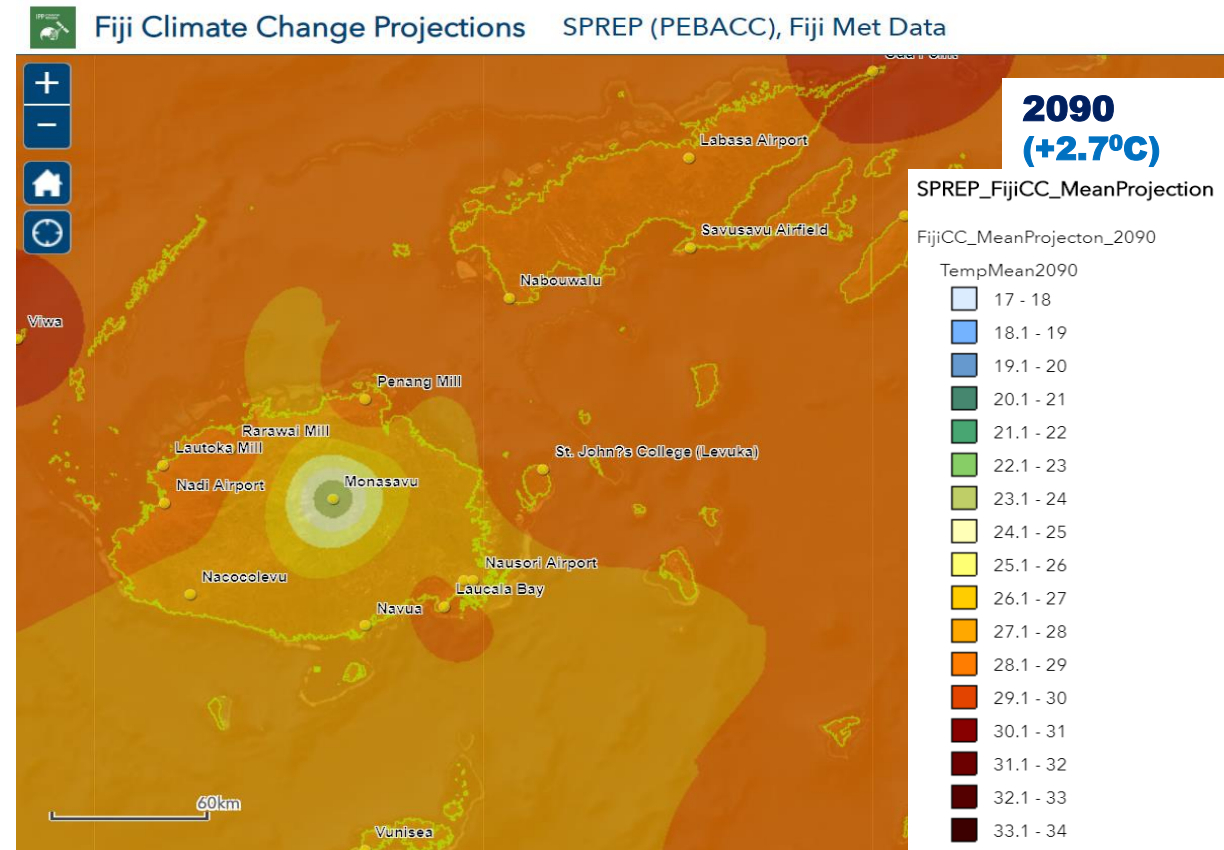 Fiji Climate Change Projections SPREP (PEBACC), Fiji Met Data
Labasa Airport
Savusavu Airfield
Nabouwalu
Viwa
Penang Mill
Rarawai Mill
Lautoka Mill
St. John?s College (Levuka)
Monasavu
Nadi Airport
Nausori Airport
Nacocolevu
Laucala Bay
Navua
60km
Vunisea
2090
(+2.7⁰C)
SPREP_FijiCC_MeanProjection
FijiCC_MeanProjecton_2090
TempMean2090
17 - 18
18.1 - 19
19.1 - 20
20.1 - 21
21.1 - 22
22.1 - 23
23.1 - 24
24.1 - 25
25.1 - 26
26.1 - 27
27.1 - 28
28.1 - 29
29.1 - 30
30.1 - 31
31.1 - 32
32.1 - 33
33.1 - 34